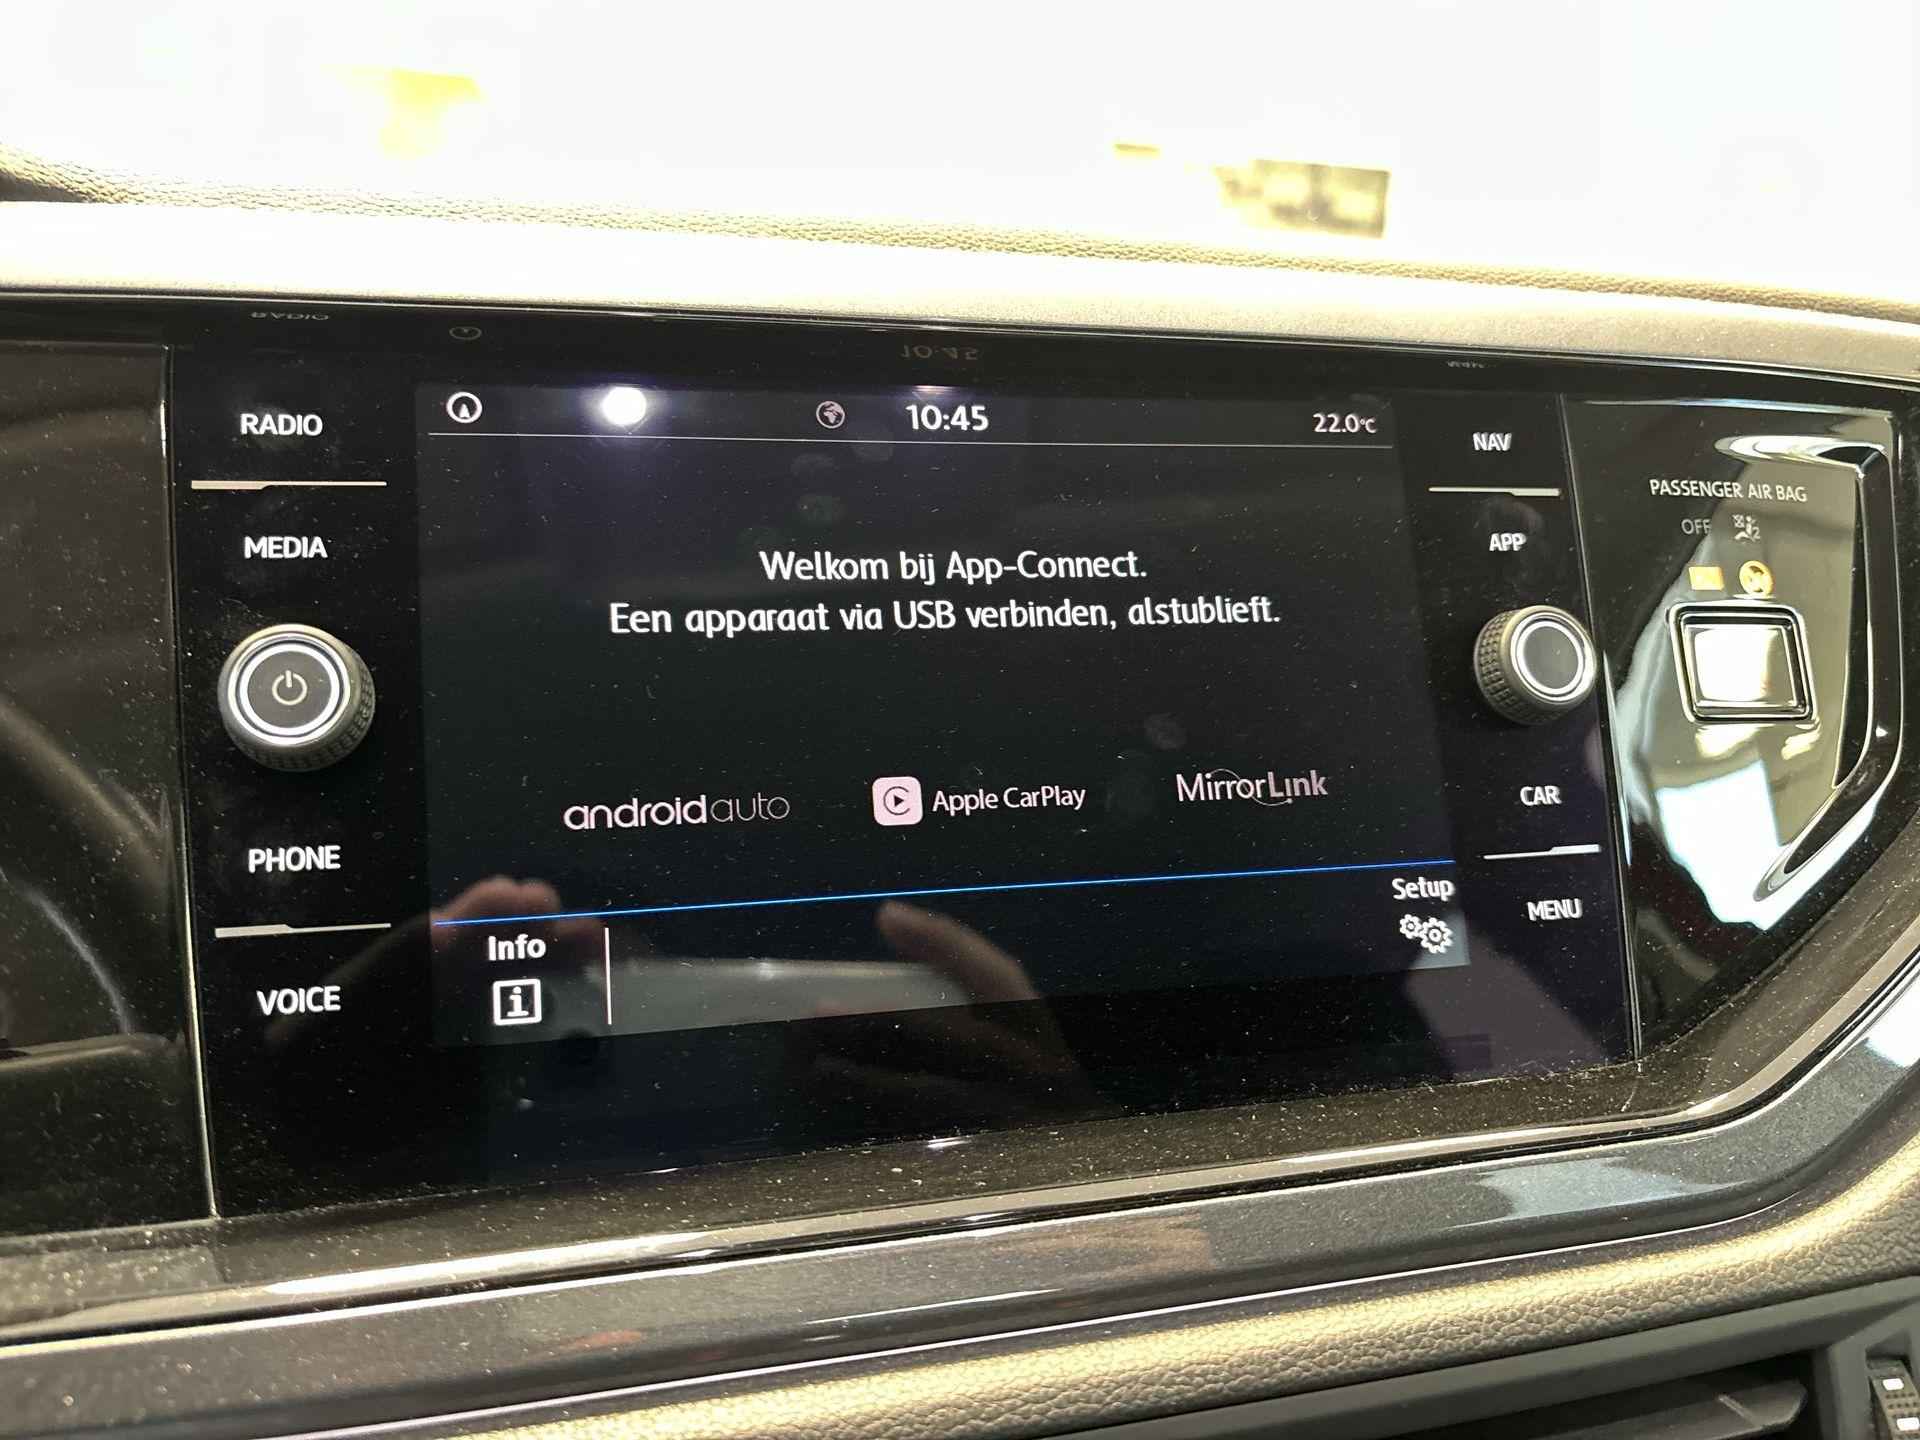 RADIO
MEDIA
PHONE
VOICE
10:45
22.0°C
Welkom bij App-Connect.
Een apparaat via USB verbinden, alstublieft.
androidauto
Apple CarPlay
MirrorLink
Info
Setup
NAV
APP
CAR
MENU
PASSENGER AIR BAG
OFF